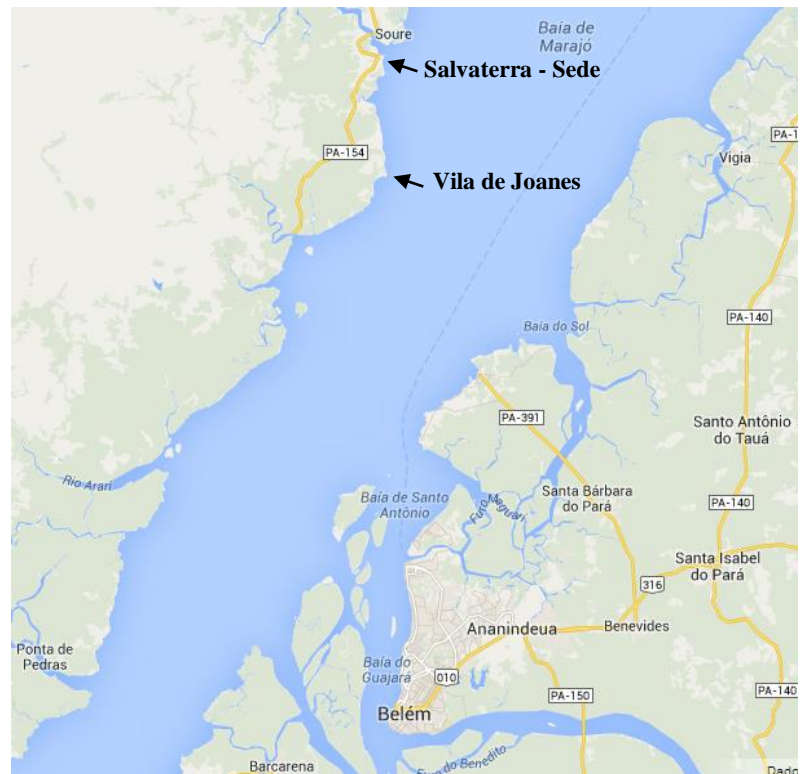 Baía de
Marajó
Soure
Salvaterra - Sede
PA-1
PA-154
Vigia
Vila de Joanes
PA-140
Baía do Sol
PA-391
Santo Antônio
do Tauá
Rio Arari
Baía de Santo
Antônio
Furo Maguari
Santa Bárbara
do Pará
PA-140
Santa Isabel
do Pará
316
Ananindeua
Benevides
Ponta de
Pedras
Baía do
Guajará
010
PA-150
PA-140
Belém
Barcarena
Furo do Benedito
Dado